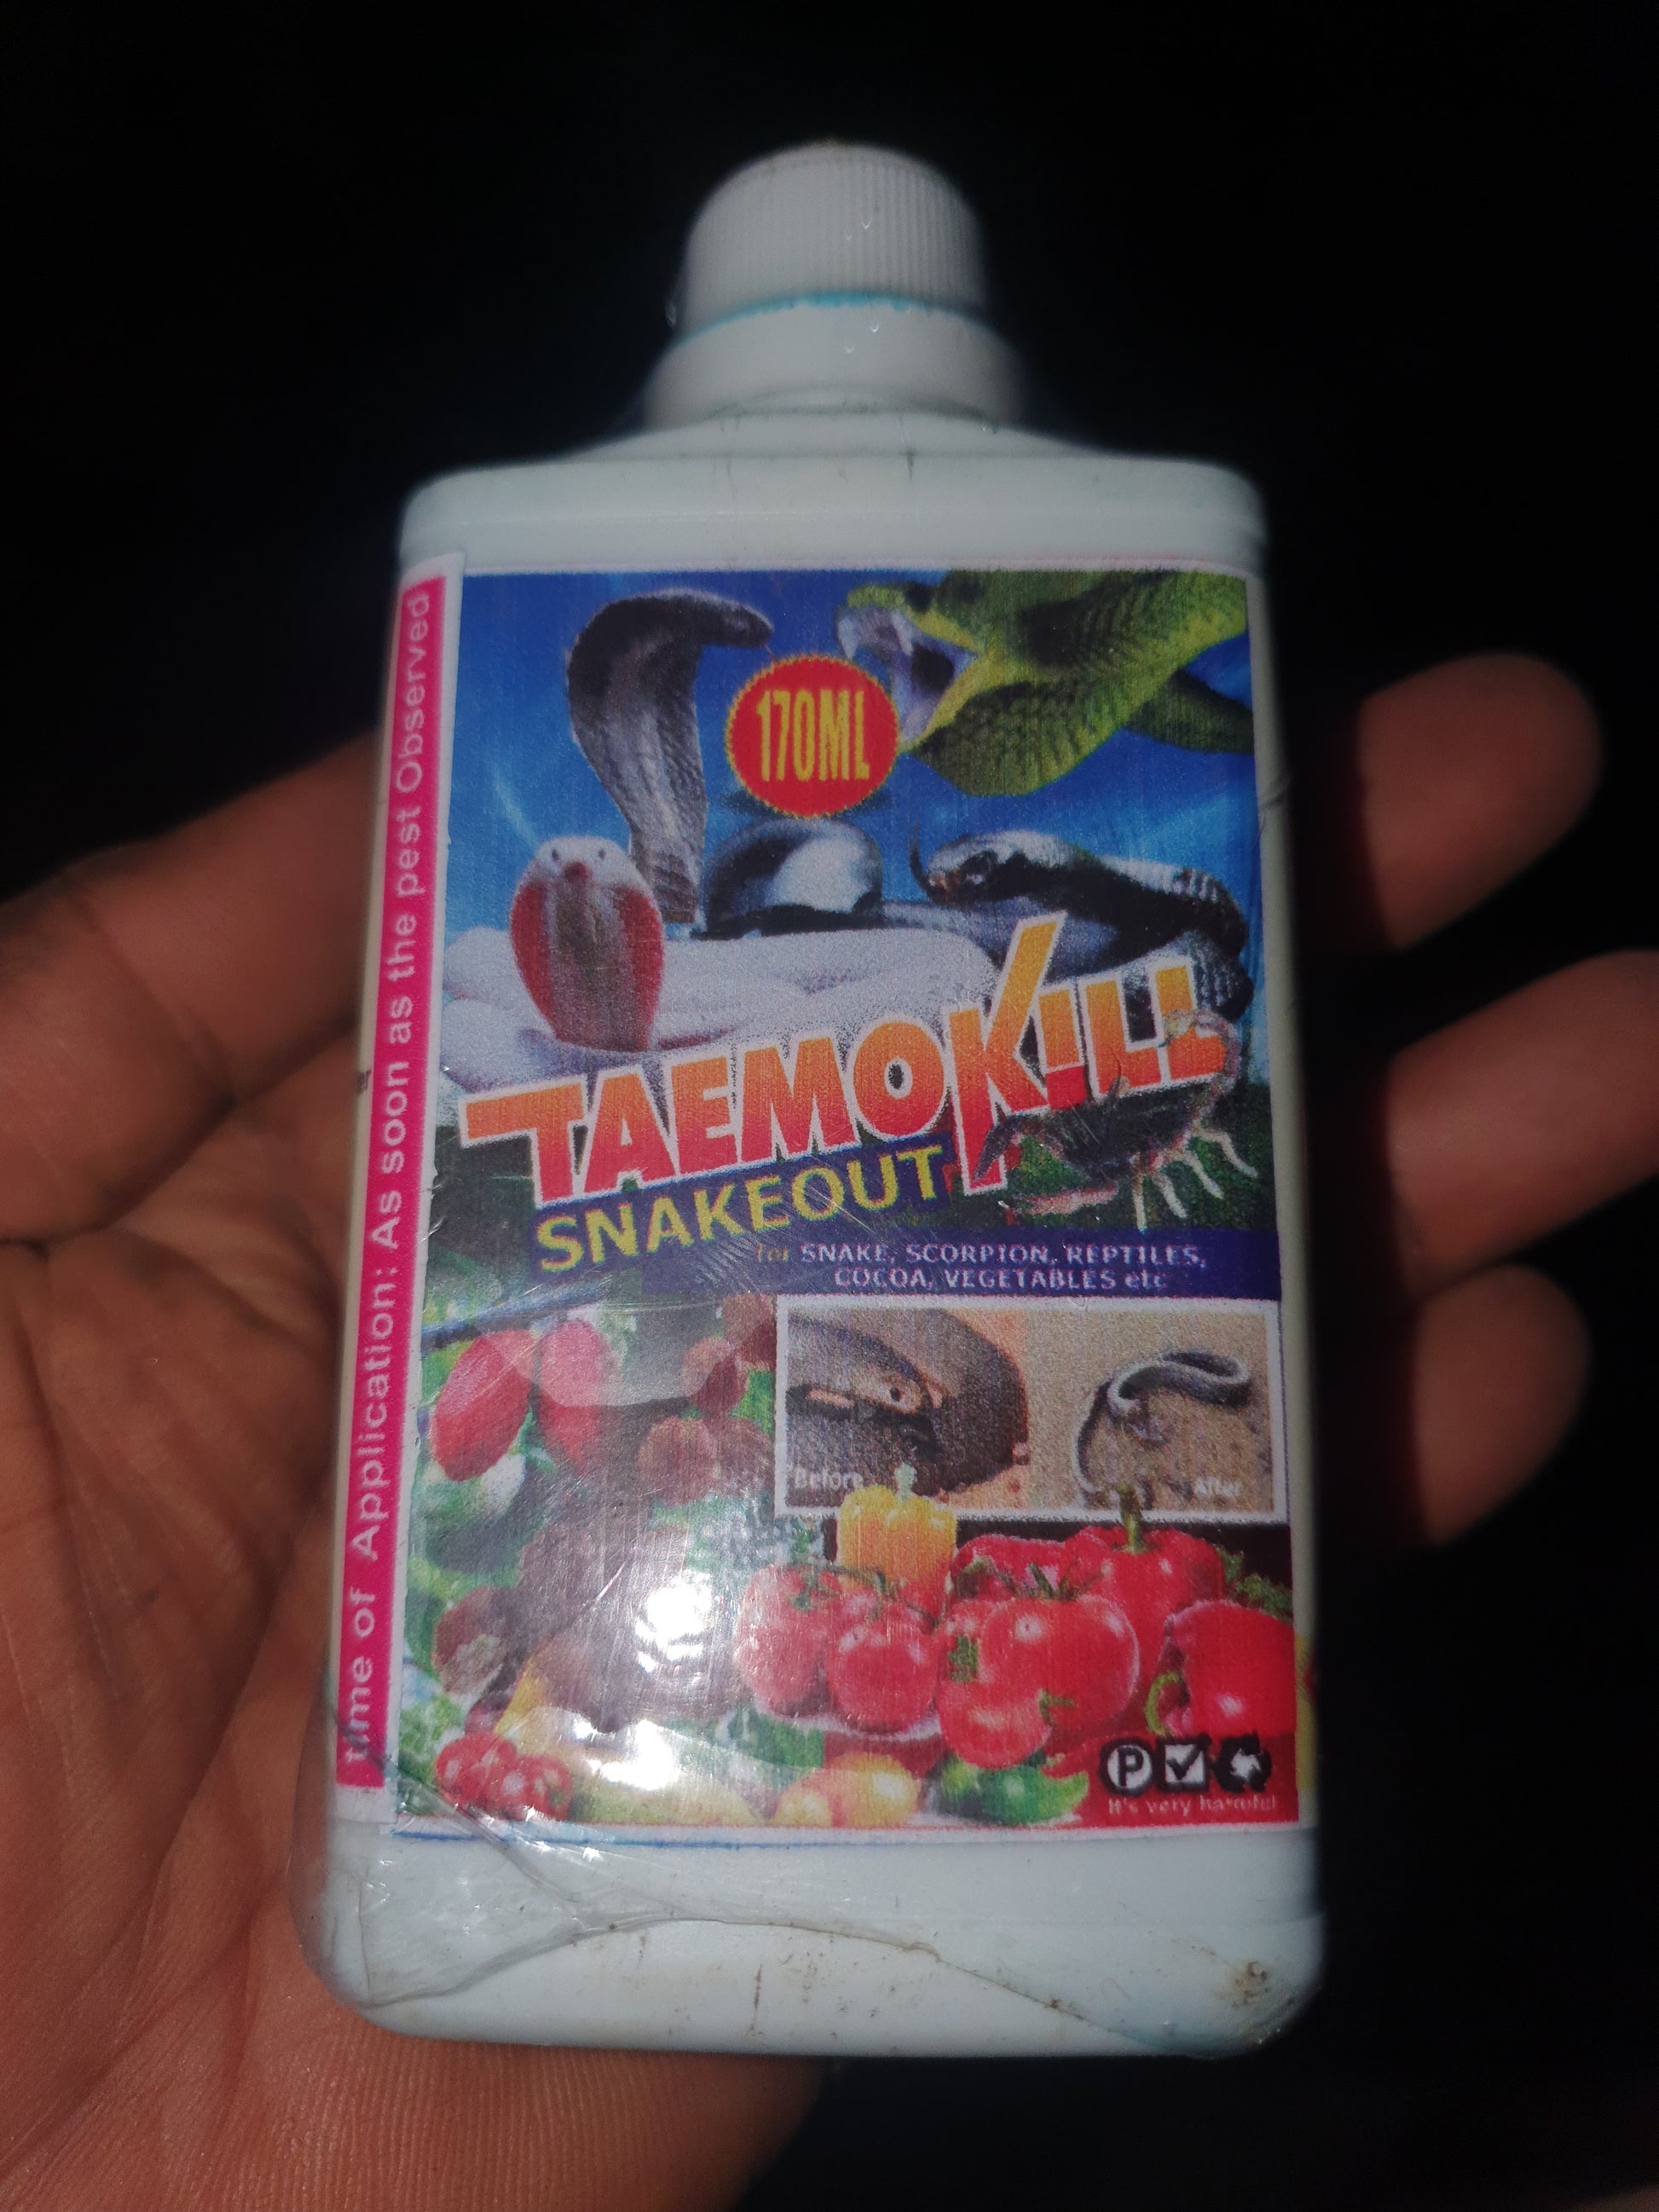 time of Application: As soon as the pest Observed
170ML
TAEMOKILL
SNAKEOUT
for SNAKE, SCORPION, REPTILES,
COCOA, VEGETABLES etc
Before
After
P
It's very harmful